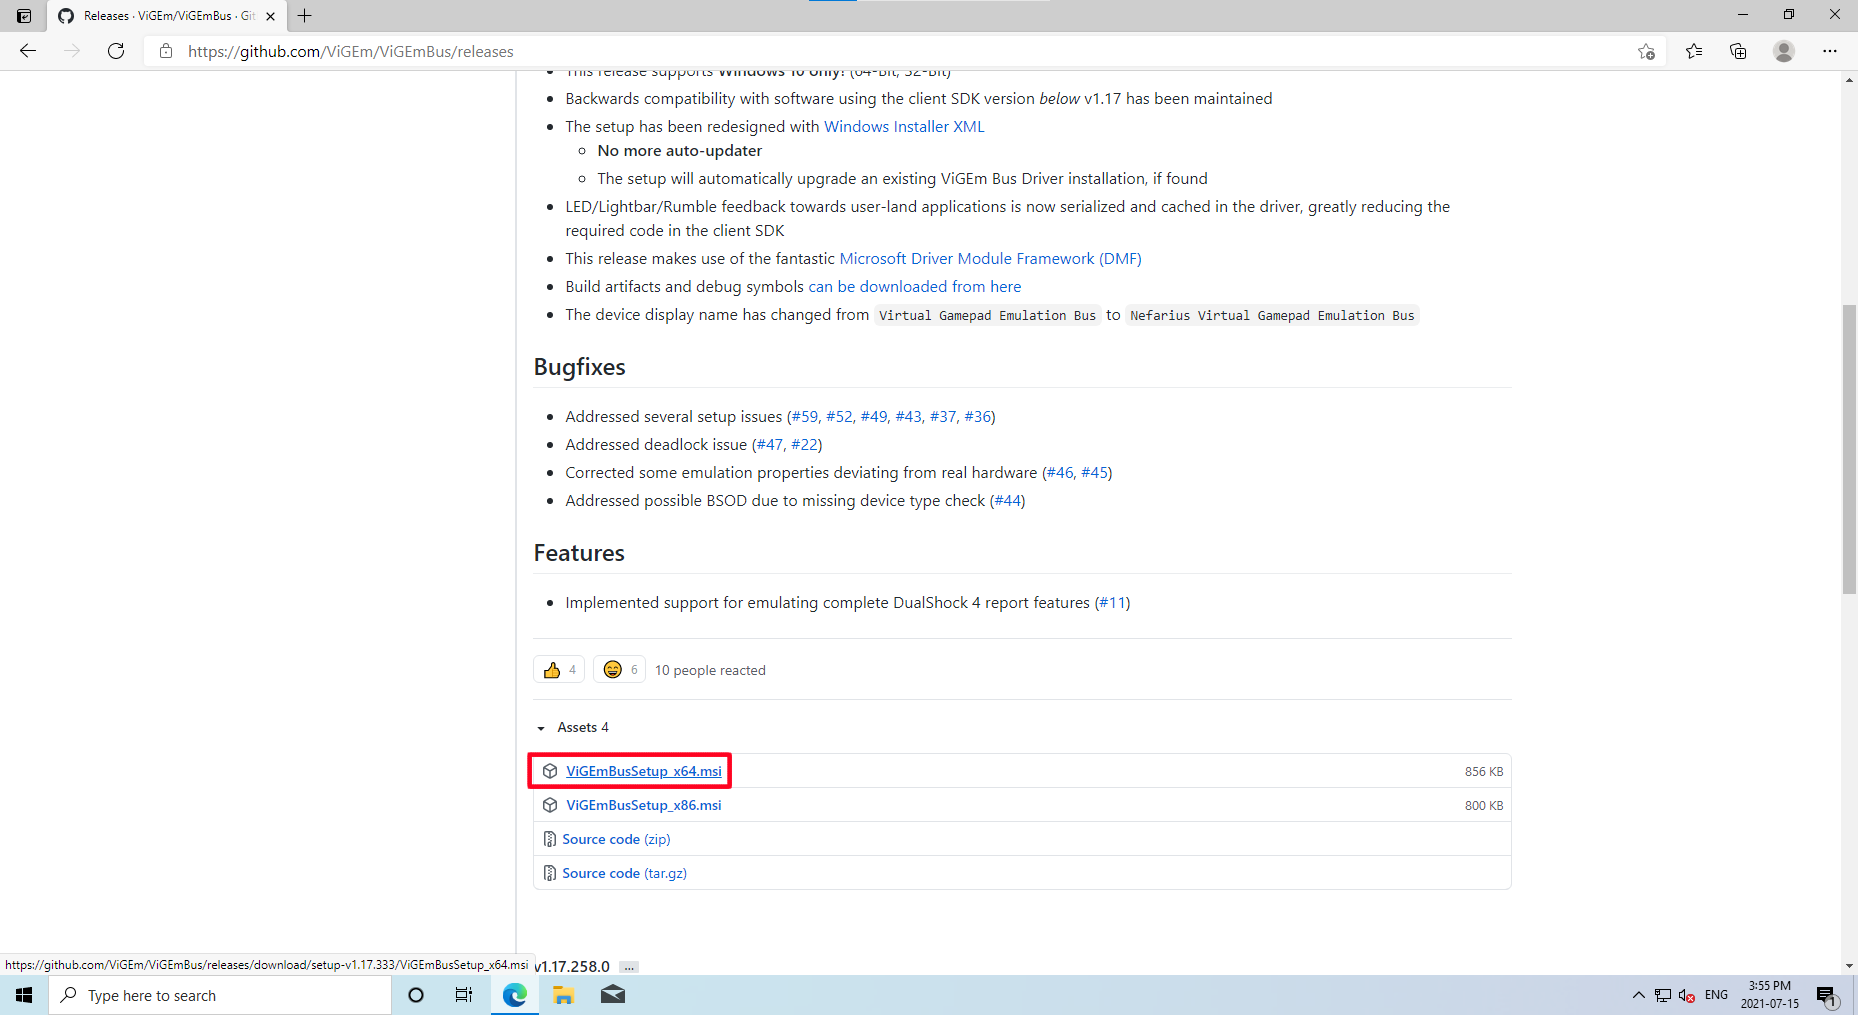 Releases · ViGEm/ViGEmBus · Git
https://github.com/ViGEm/ViGEmBus/releases
This release supports Windows 10 only! (64-Bit, 32-Bit)
Backwards compatibility with software using the client SDK version below v1.17 has been maintained
The setup has been redesigned with Windows Installer XML
No more auto-updater
The setup will automatically upgrade an existing ViGEm Bus Driver installation, if found
LED/Lightbar/Rumble feedback towards user-land applications is now serialized and cached in the driver, greatly reducing the
required code in the client SDK
This release makes use of the fantastic Microsoft Driver Module Framework (DMF)
Build artifacts and debug symbols can be downloaded from here
The device display name has changed from Virtual Gamepad Emulation Bus to Nefarius Virtual Gamepad Emulation Bus
Bugfixes
Addressed several setup issues (#59, #52, #49, #43, #37, #36)
Addressed deadlock issue (#47, #22)
Corrected some emulation properties deviating from real hardware (#46, #45)
Addressed possible BSOD due to missing device type check (#44)
Features
Implemented support for emulating complete DualShock 4 report features (#11)
4 6 10 people reacted
Assets 4
ViGEmBusSetup_x64.msi 856 KB
ViGEmBusSetup_x86.msi 800 KB
Source code (zip)
Source code (tar.gz)
https://github.com/ViGEm/ViGEmBus/releases/download/setup-v1.17.333/ViGEmBusSetup_x64.msi
v1.17.258.0 ...
Type here to search
ENG
3:55 PM
2021-07-15
1